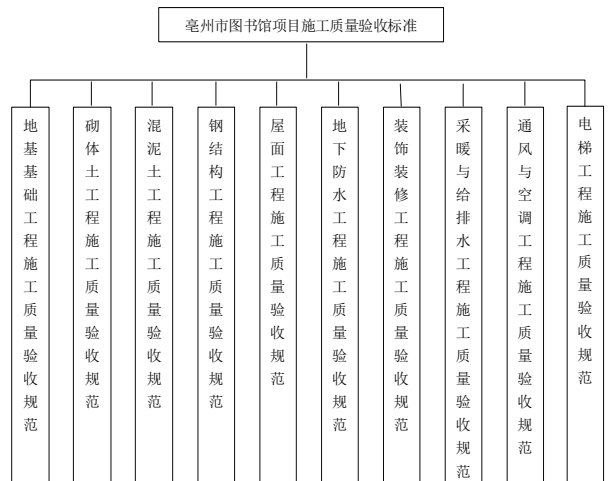 亳州市图书馆项目施工质量验收标准
地基基础工程施工质量验收规范
砌体土工程施工质量验收规范
混泥土工程施工质量验收规范
钢结构工程施工质量验收规范
屋面工程施工质量验收规范
地下防水工程施工质量验收规范
装饰装修工程施工质量验收规范
采暖与给排水工程施工质量验收规范
通风与空调工程施工质量验收规范
电梯工程施工质量验收规范